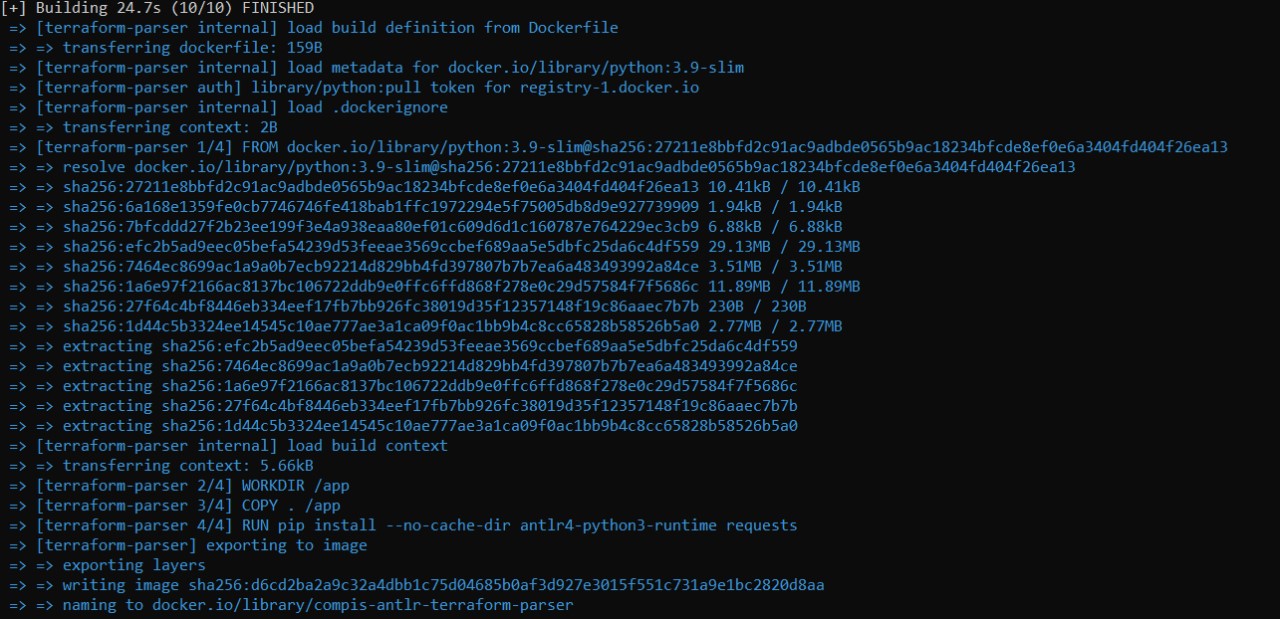 [+] Building 24.7s (10/10) FINISHED
=> [terraform-parser internal] load build definition from Dockerfile
=> => transferring dockerfile: 159B
=> [terraform-parser internal] load metadata for docker.io/library/python:3.9-slim
=> [terraform-parser auth] library/python:pull token for registry-1.docker.io
=> [terraform-parser internal] load .dockerignore
=> => transferring context: 2B
=> [terraform-parser 1/4] FROM docker.io/library/python:3.9-slim@sha256:27211e8bbfd2c91ac9adbde0565b9ac18234bfcde8ef0e6a3404fd404f26ea13
=> => resolve docker.io/library/python:3.9-slim@sha256:27211e8bbfd2c91ac9adbde0565b9ac18234bfcde8ef0e6a3404fd404f26ea13
=> => sha256:27211e8bbfd2c91ac9adbde0565b9ac18234bfcde8ef0e6a3404fd404f26ea13 10.41kB / 10.41kB
=> => sha256:6a168e1359fe0cb7746746fe418bab1ffc1972294e5f75005db8d9e927739909 1.94kB / 1.94kB
=> => sha256:7bfcddd27f2b23ee199f3e4a938eaa80ef01c609d6d1c160787e764229ec3cb9 6.88kB / 6.88kB
=> => sha256:efc2b5ad9eec05befa54239d53feeae3569ccbef689aa5e5dbfc25da6c4df559 29.13MB / 29.13MB
=> => sha256:7464ec8699ac1a9a0b7ecb92214d829bb4fd397807b7b7ea6a483493992a84ce 3.51MB / 3.51MB
=> => sha256:1a6e97f2166ac8137bc106722ddb9e0ffc6ffd868f278e0c29d57584f7f5686c 11.89MB / 11.89MB
=> => sha256:27f64c4bf8446eb334eef17fb7bb926fc38019d35f12357148f19c86aaec7b7b 230B / 230B
=> => sha256:1d44c5b3324ee14545c10ae777ae3a1ca09f0ac1bb9b4c8cc65828b58526b5a0 2.77MB / 2.77MB
=> => extracting sha256:efc2b5ad9eec05befa54239d53feeae3569ccbef689aa5e5dbfc25da6c4df559
=> => extracting sha256:7464ec8699ac1a9a0b7ecb92214d829bb4fd397807b7b7ea6a483493992a84ce
=> => extracting sha256:1a6e97f2166ac8137bc106722ddb9e0ffc6ffd868f278e0c29d57584f7f5686c
=> => extracting sha256:27f64c4bf8446eb334eef17fb7bb926fc38019d35f12357148f19c86aaec7b7b
=> => extracting sha256:1d44c5b3324ee14545c10ae777ae3a1ca09f0ac1bb9b4c8cc65828b58526b5a0
=> [terraform-parser internal] load build context
=> => transferring context: 5.66kB
=> [terraform-parser 2/4] WORKDIR /app
=> [terraform-parser 3/4] COPY . /app
=> [terraform-parser 4/4] RUN pip install --no-cache-dir antlr4-python3-runtime requests
=> [terraform-parser] exporting to image
=> => exporting layers
=> => writing image sha256:d6cd2ba2a9c32a4dbb1c75d04685b0af3d927e3015f551c731a9e1bc2820d8aa
=> => naming to docker.io/library/compis-antlr-terraform-parser